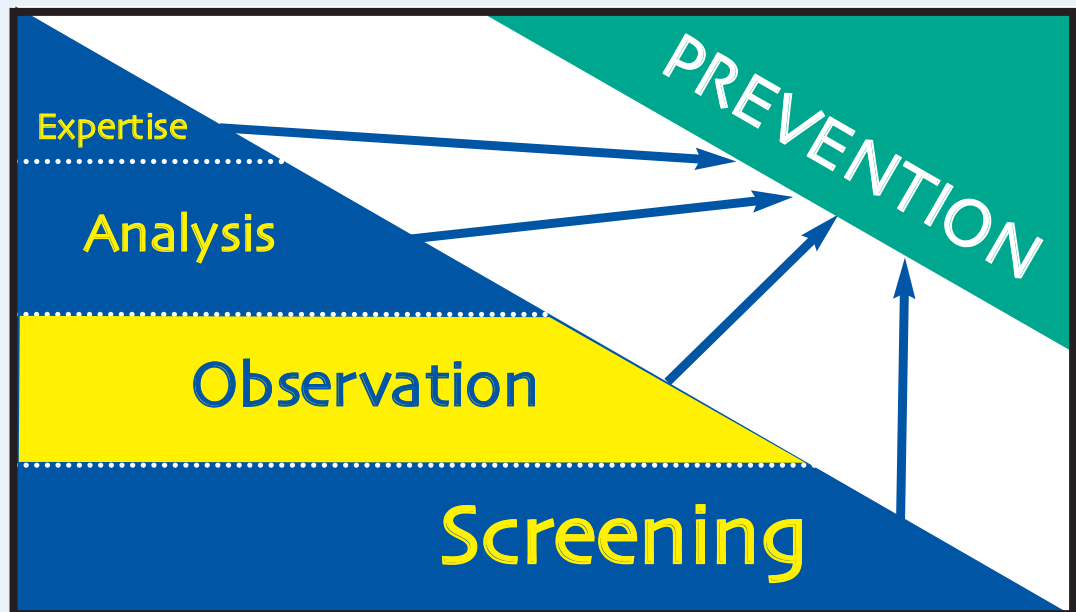 PREVENTION
Expertise
Analysis
Observation
Screening